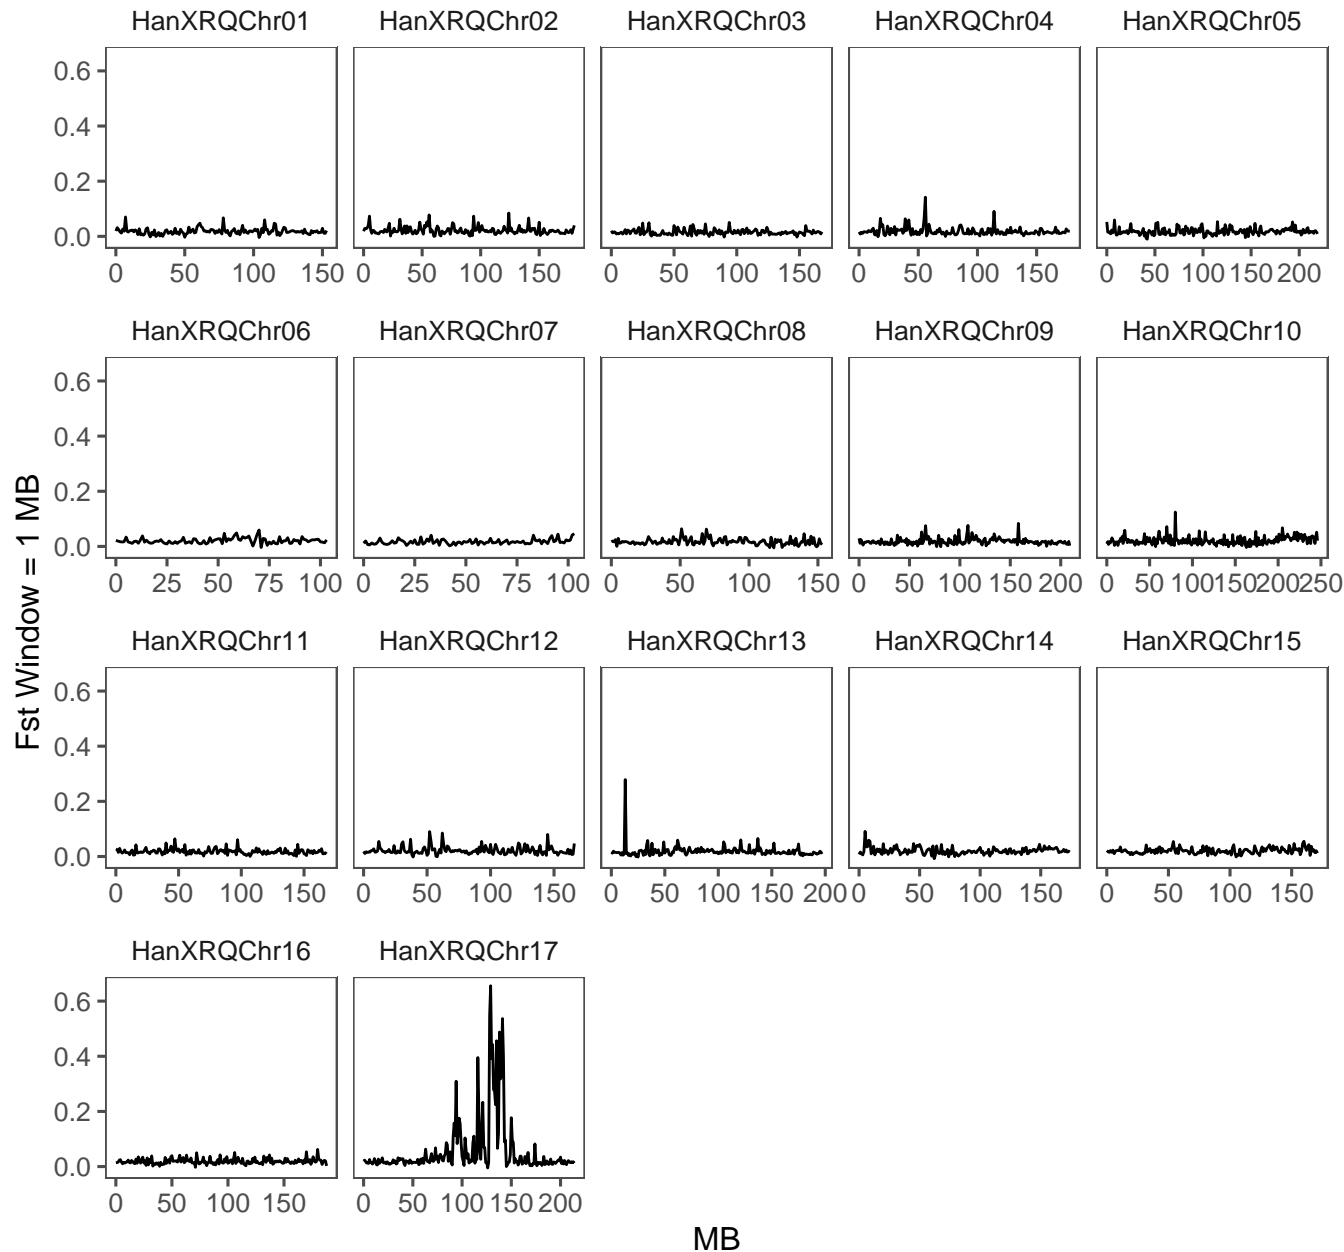 HanXRQChr01 HanXRQChr02 HanXRQChr03 HanXRQChr04 HanXRQChr05
0.6
0.4
0.2
0.0
0 50 100 150 0 50 100 150 0 50 100 150 0 50 100 150 0 50 100 150 200
HanXRQChr06 HanXRQChr07 HanXRQChr08 HanXRQChr09 HanXRQChr10
0.6
0.4
0.2
0.0
0 25 50 75 100 0 25 50 75 100 0 50 100 150 0 50 100 150 200 0 50 100 150 200 250
Fst Window = 1 MB
HanXRQChr11 HanXRQChr12 HanXRQChr13 HanXRQChr14 HanXRQChr15
0.6
0.4
0.2
0.0
0 50 100 150 0 50 100 150 0 50 100 150 200 0 50 100 150 0 50 100 150
HanXRQChr16 HanXRQChr17
0.6
0.4
0.2
0.0
0 50 100 150 0 50 100 150 200
MB